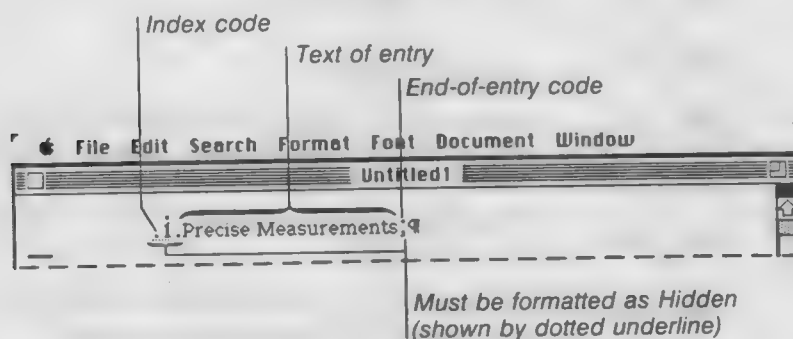 Index code
Text of entry
End-of-entry code
File Edit Search Format Font Document Window
Untitled1
.i.Precise Measurements;¶
Must be formatted as Hidden
(shown by dotted underline)